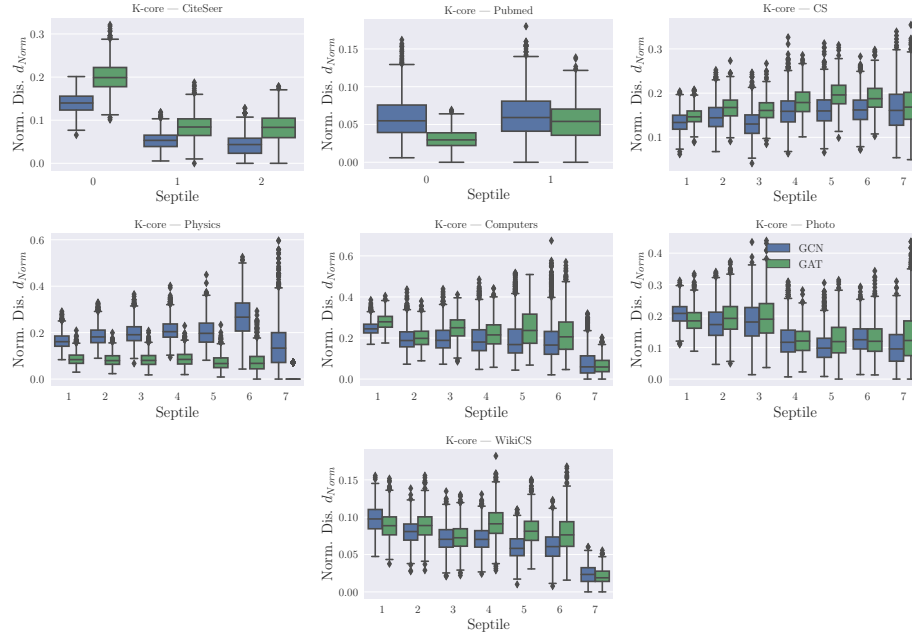 K-core — CiteSeer
Norm. Dis. d_Norm
0.3
0.2
0.1
0.0
0 1 2
Septile
K-core — Pubmed
Norm. Dis. d_Norm
0.15
0.10
0.05
0.00
0 1
Septile
K-core — CS
Norm. Dis. d_Norm
0.3
0.2
0.1
1 2 3 4 5 6 7
Septile
K-core — Physics
Norm. Dis. d_Norm
0.6
0.4
0.2
0.0
1 2 3 4 5 6 7
Septile
K-core — Computers
Norm. Dis. d_Norm
0.6
0.4
0.2
0.0
1 2 3 4 5 6 7
Septile
K-core — Photo
Norm. Dis. d_Norm
0.4
0.3
0.2
0.1
0.0
GCN
GAT
1 2 3 4 5 6 7
Septile
K-core — WikiCS
Norm. Dis. d_Norm
0.15
0.10
0.05
0.00
1 2 3 4 5 6 7
Septile